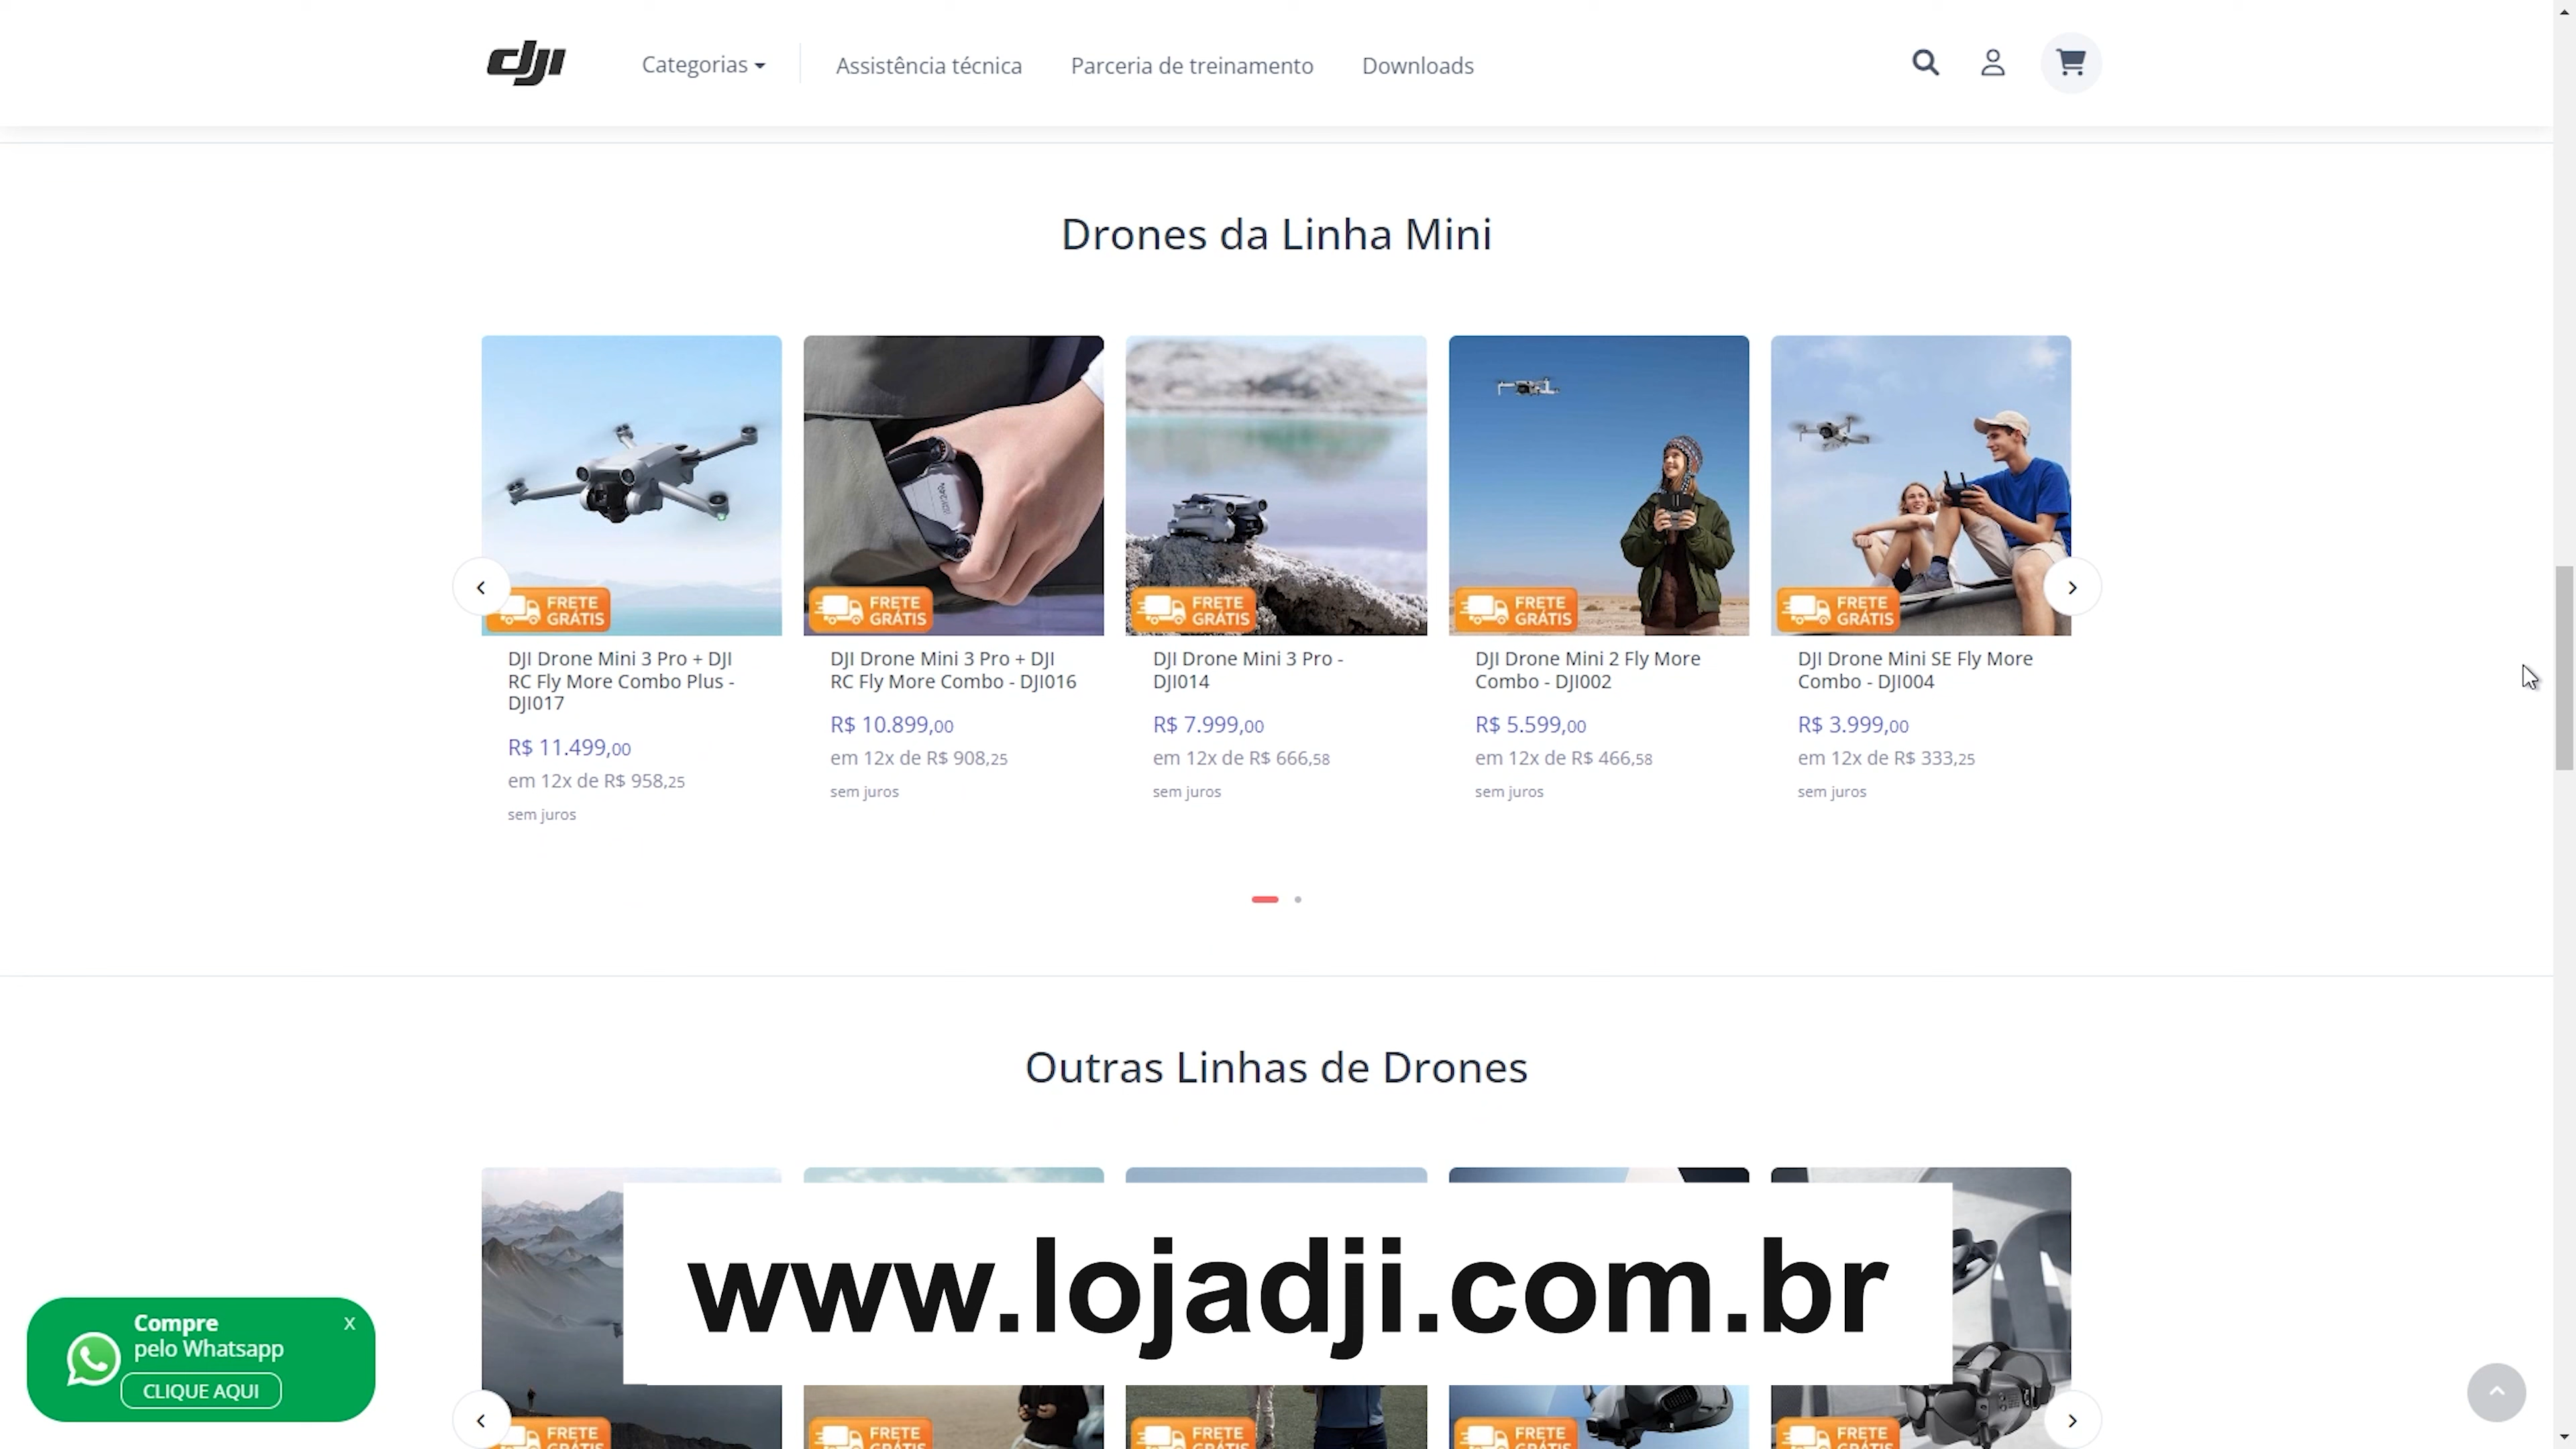 dji
Categorias
Assistência técnica
Parceria de treinamento
Downloads
Drones da Linha Mini
FRETE
GRÁTIS
FRETE
GRÁTIS
FRETE
GRÁTIS
FRETE
GRÁTIS
FRETE
GRÁTIS
DJI Drone Mini 3 Pro + DJI
RC Fly More Combo Plus -
DJI017
R$ 11.499,00
em 12x de R$ 958,25
sem juros
DJI Drone Mini 3 Pro + DJI
RC Fly More Combo - DJI016
R$ 10.899,00
em 12x de R$ 908,25
sem juros
DJI Drone Mini 3 Pro -
DJI014
R$ 7.999,00
em 12x de R$ 666,58
sem juros
DJI Drone Mini 2 Fly More
Combo - DJI002
R$ 5.599,00
em 12x de R$ 466,58
sem juros
DJI Drone Mini SE Fly More
Combo - DJI004
R$ 3.999,00
em 12x de R$ 333,25
sem juros
Outras Linhas de Drones
www.lojadji.com.br
Compre
pelo Whatsapp
CLIQUE AQUI
x
FRETE
GRÁTIS
FRETE
GRÁTIS
FRETE
GRÁTIS
FRETE
GRÁTIS
FRETE
GRÁTIS